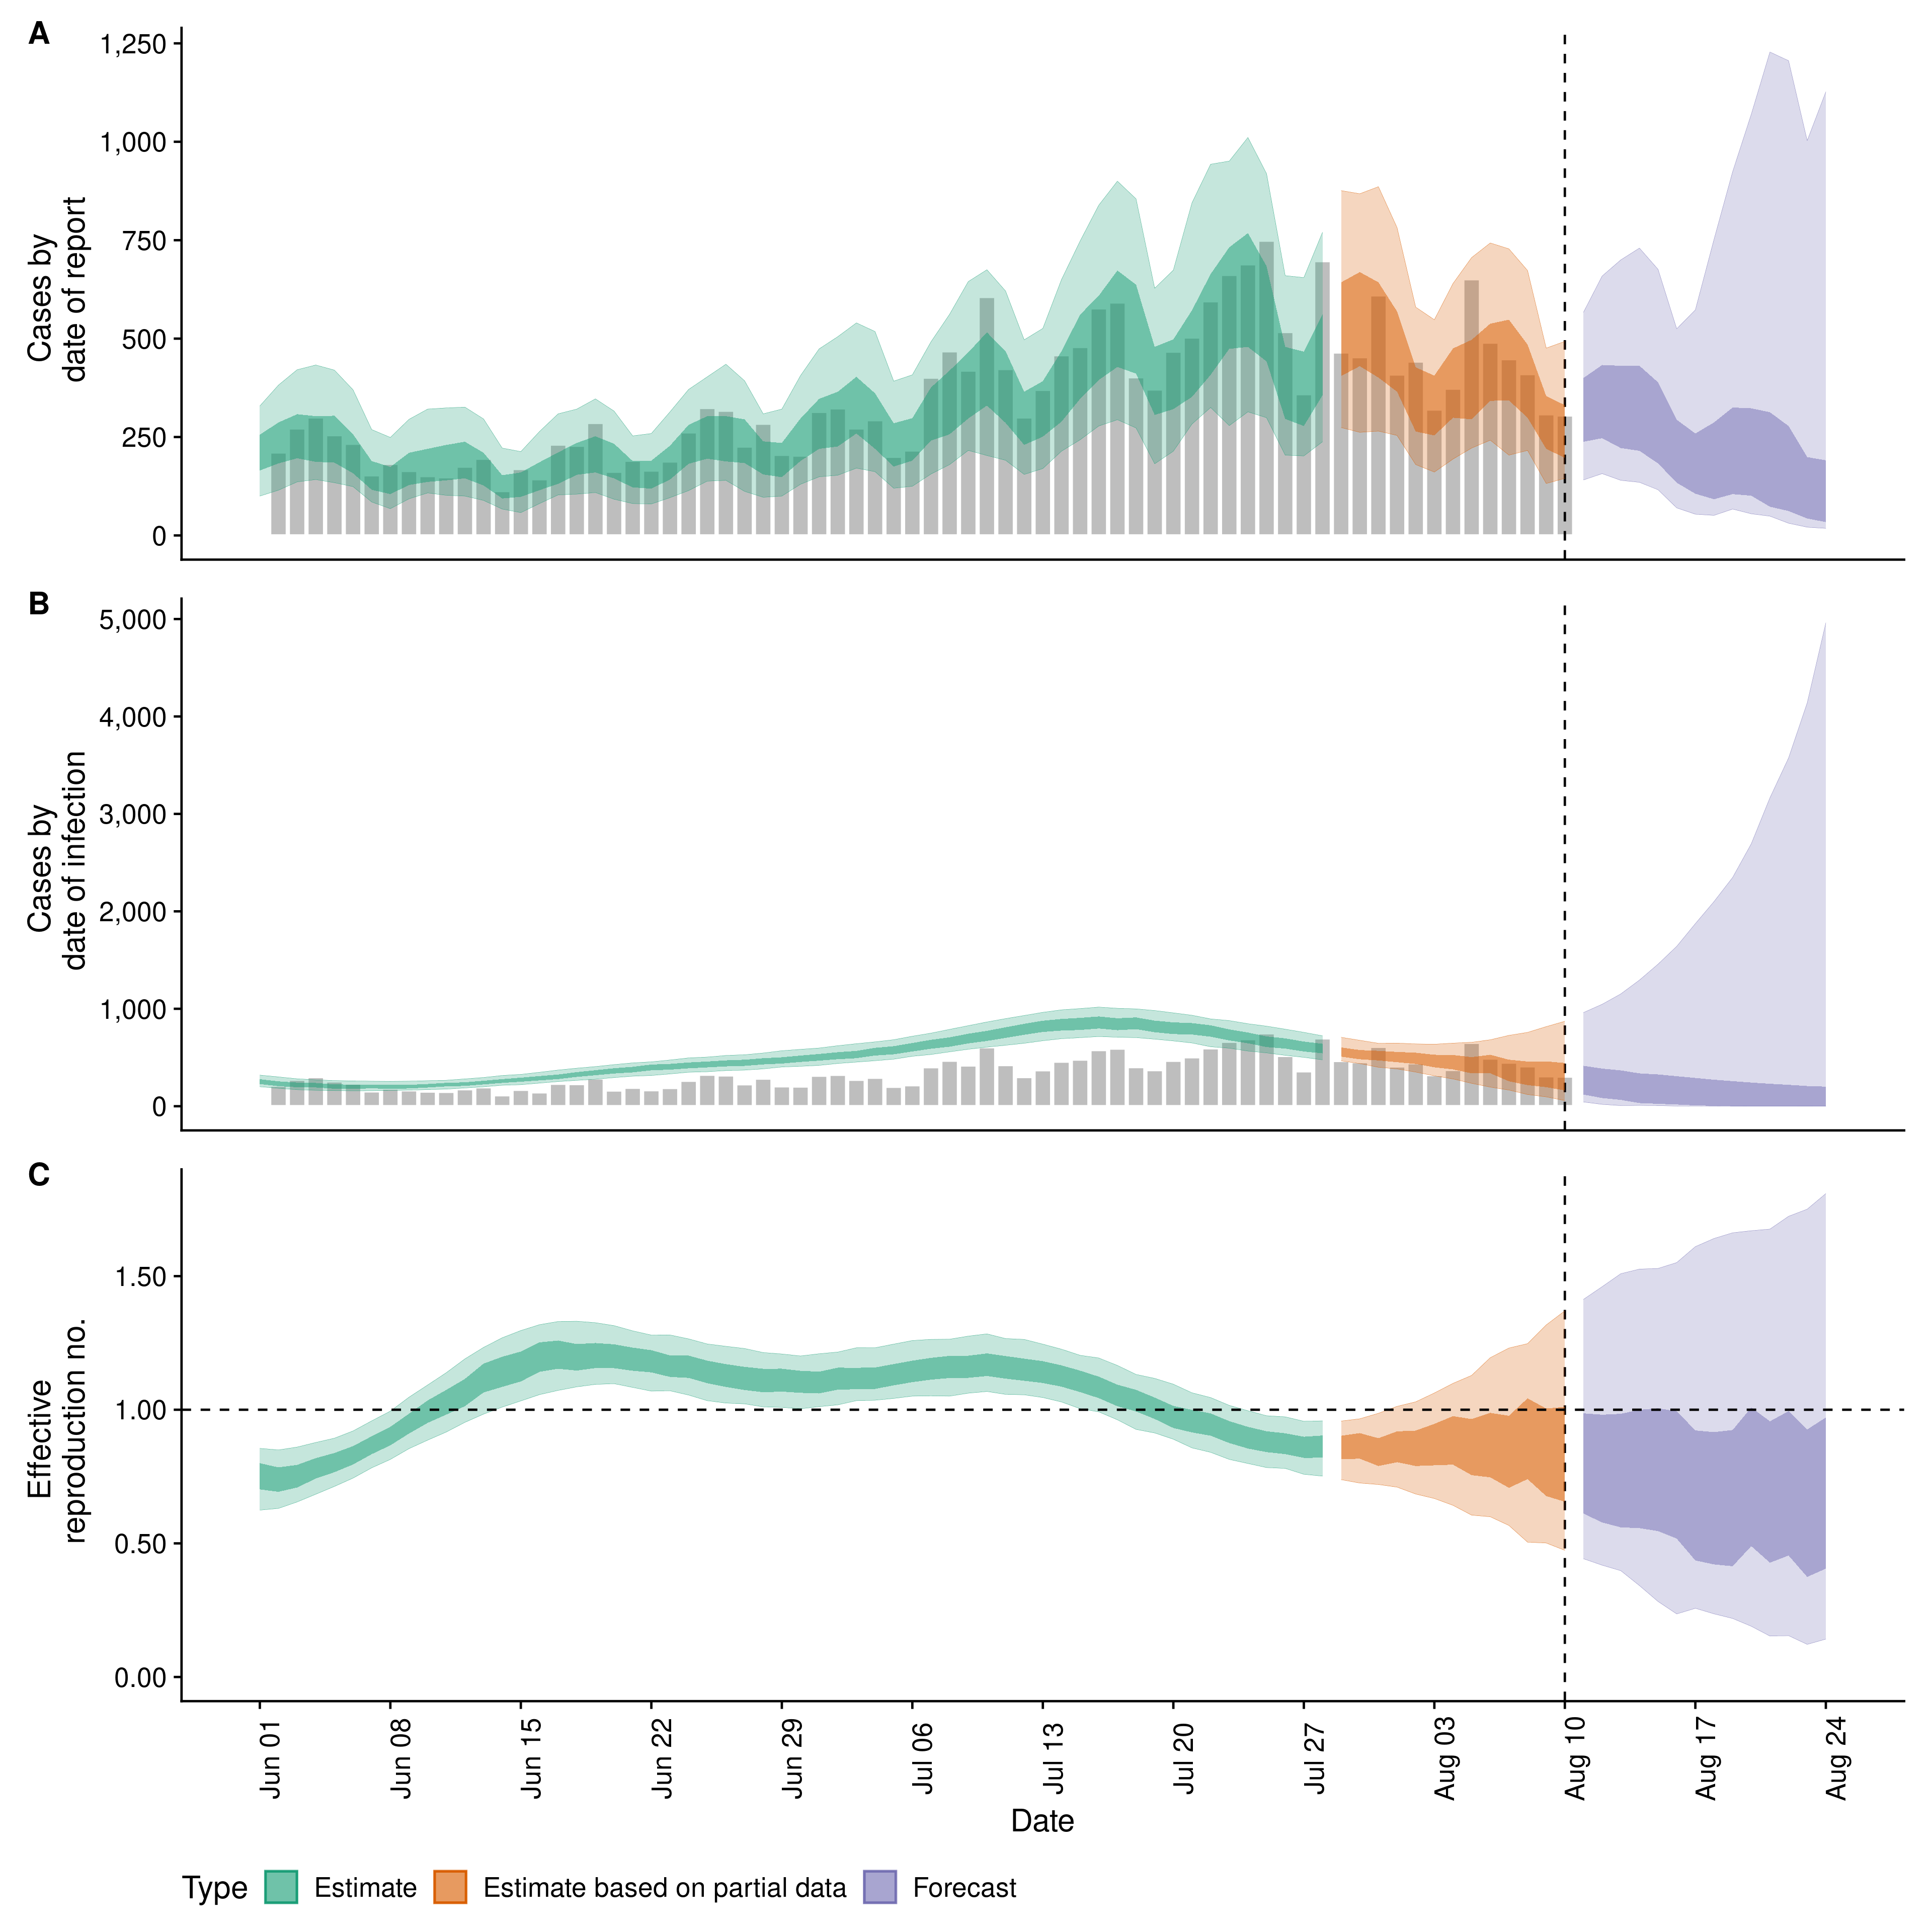 A
1,250
1,000
750
500
250
0
Cases by
date of report
B
5,000
4,000
3,000
2,000
1,000
0
Cases by
date of infection
C
1.50
1.00
0.50
0.00
Effective
reproduction no.
Jun 01
Jun 08
Jun 15
Jun 22
Jun 29
Jul 06
Jul 13
Jul 20
Jul 27
Aug 03
Aug 10
Aug 17
Aug 24
Date
Type Estimate Estimate based on partial data Forecast